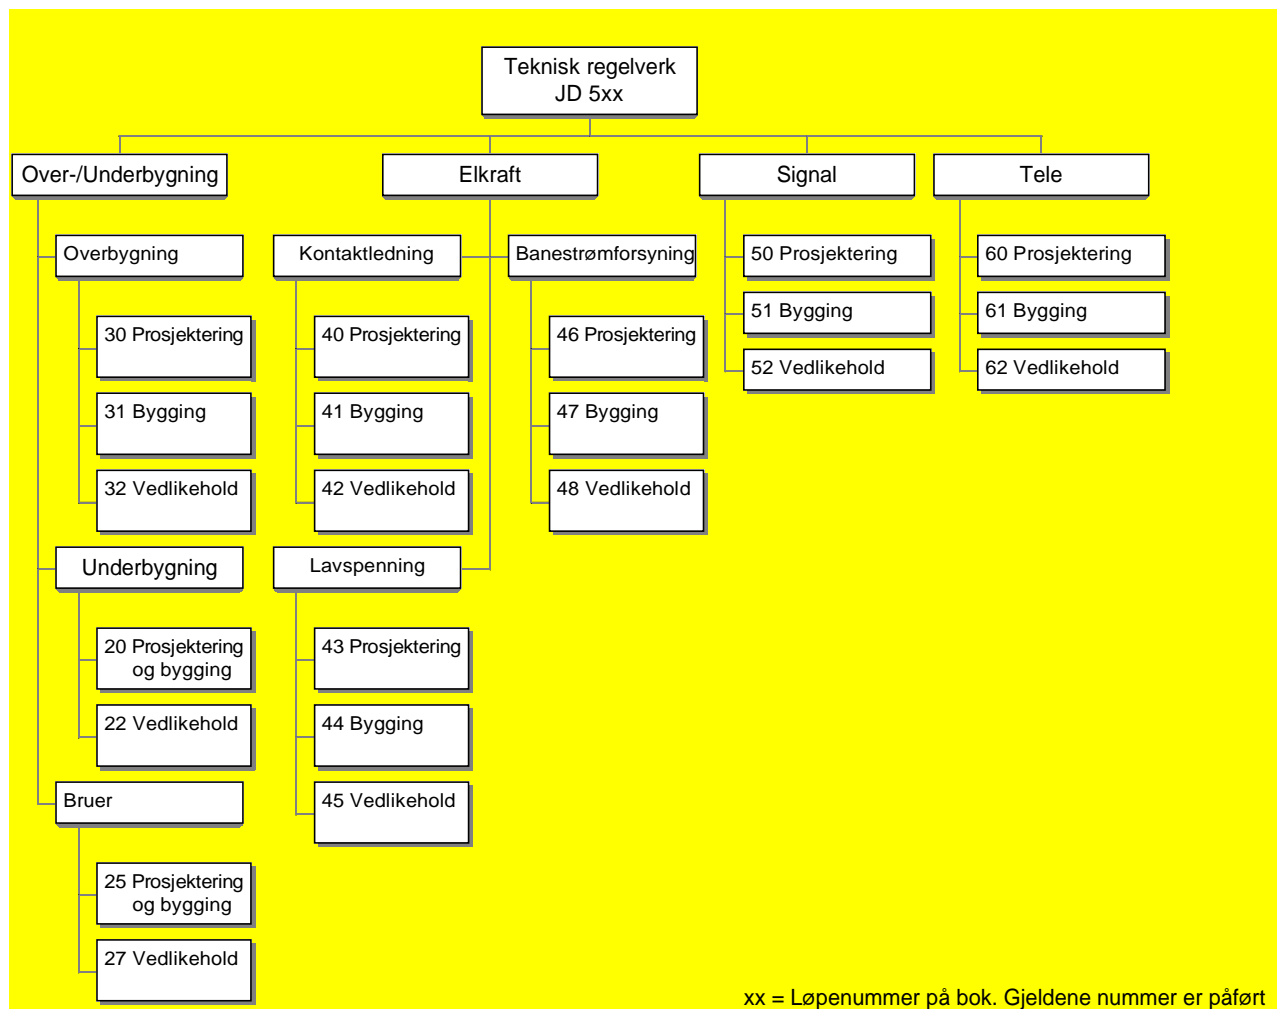 Teknisk regelverk
JD 5xx
Over-/Underbygning
Elkraft
Signal
Tele
Overbygning
30 Prosjektering
31 Bygging
32 Vedlikehold
Underbygning
20 Prosjektering
og bygging
22 Vedlikehold
Bruer
25 Prosjektering
og bygging
27 Vedlikehold
Kontaktledning
40 Prosjektering
41 Bygging
42 Vedlikehold
Lavspenning
43 Prosjektering
44 Bygging
45 Vedlikehold
Banestrømforsyning
46 Prosjektering
47 Bygging
48 Vedlikehold
50 Prosjektering
51 Bygging
52 Vedlikehold
60 Prosjektering
61 Bygging
62 Vedlikehold
xx = Løpenummer på bok. Gjeldene nummer er påført